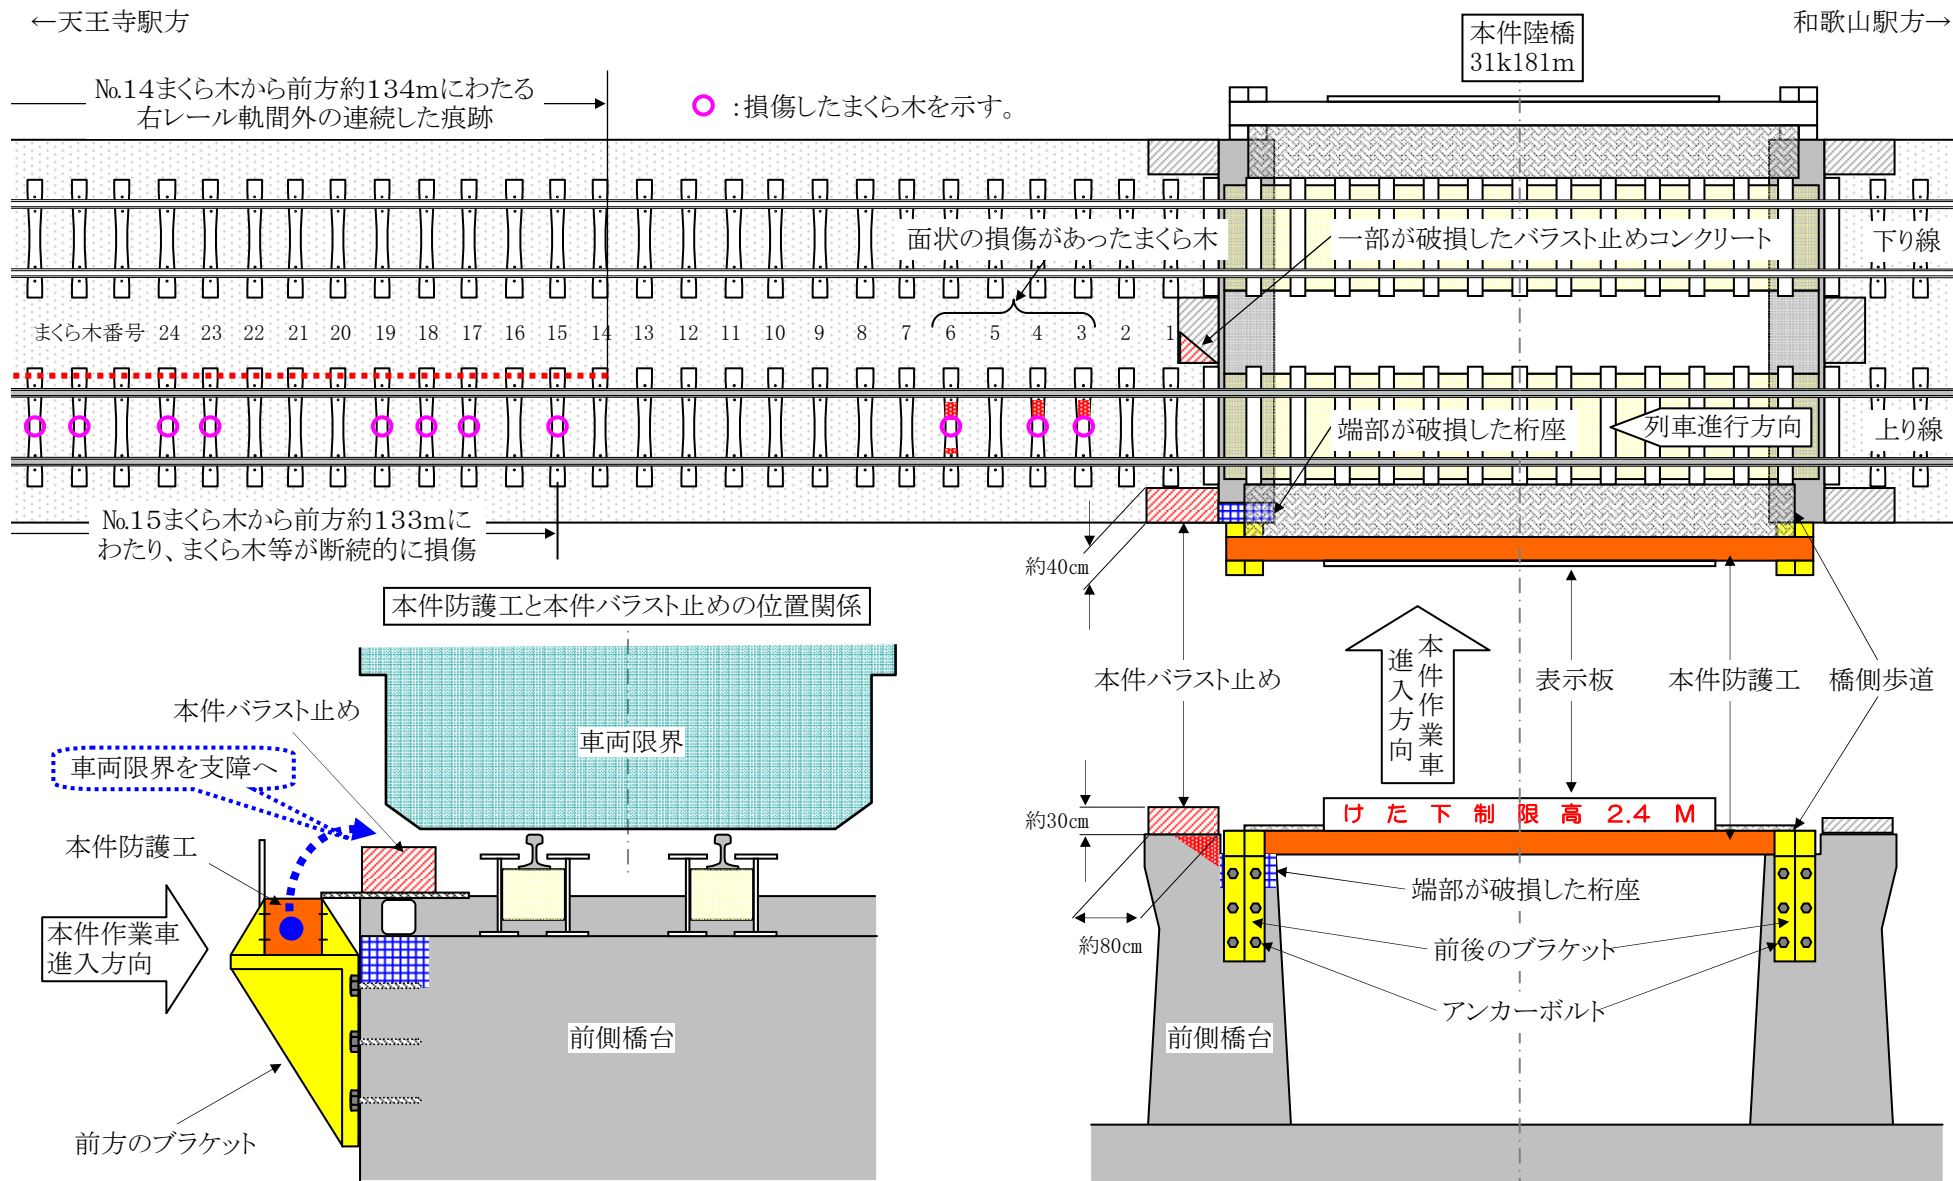 ←天王寺駅方
本件陸橋
31k181m
和歌山駅方→
№14まくら木から前方約134mにわたる
右レール軌間外の連続した痕跡
：損傷したまくら木を示す。
面状の損傷があったまくら木
一部が破損したバラスト止めコンクリート
下り線
まくら木番号 24 23 22 21 20 19 18 17 16 15 14 13 12 11 10 9 8 7 6 5 4 3 2 1
端部が破損した桁座
列車進行方向
上り線
№15まくら木から前方約133mに
わたり、まくら木等が断続的に損傷
約40㎝
本件防護工と本件バラスト止めの位置関係
本件バラスト止め
本件作業車
進入方向
表示板
本件防護工
橋側歩道
本件バラスト止め
車両限界
車両限界を支障へ
約30㎝
けた下制限高2.4M
本件防護工
端部が破損した桁座
本件作業車
進入方向
約80㎝
前後のブラケット
アンカーボルト
前側橋台
前側橋台
前方のブラケット